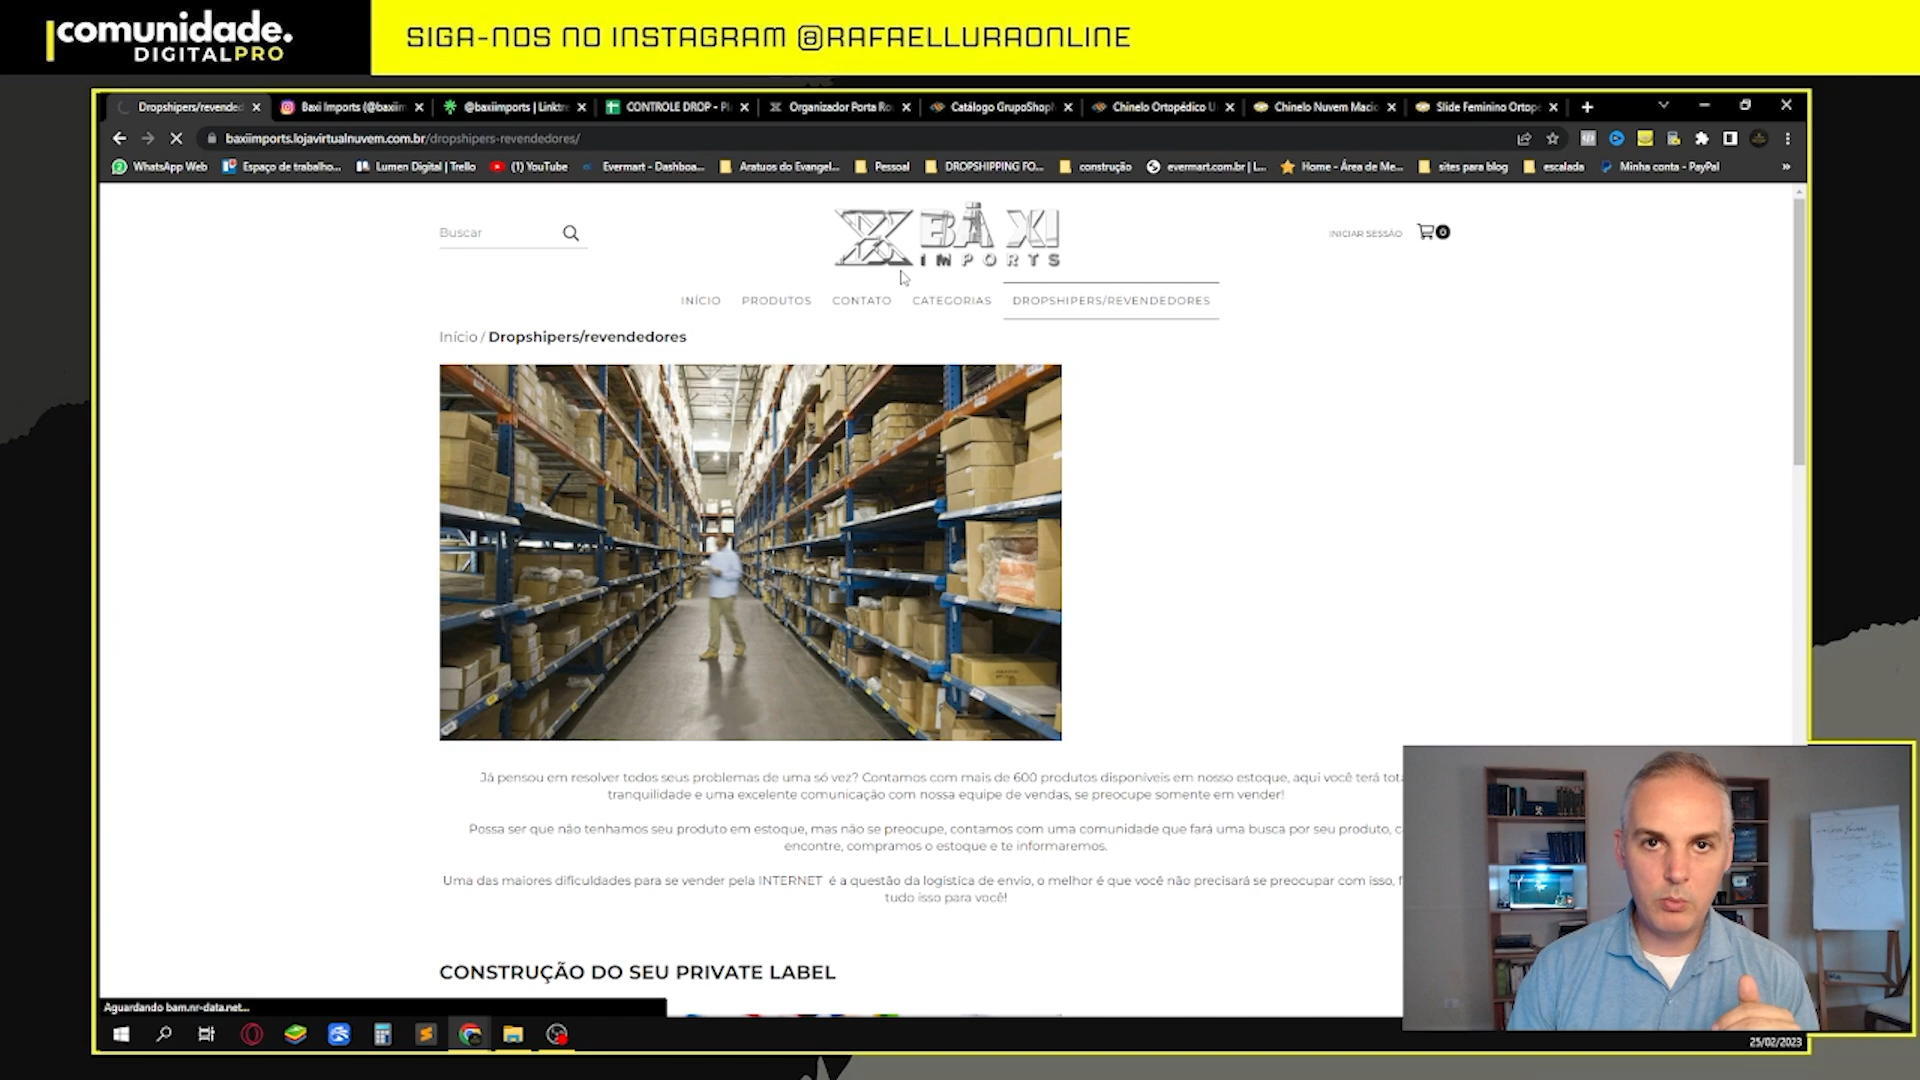 comunidade.
DIGITALPRO
SIGA-NOS NO INSTAGRAM @RAFAELLURAONLINE
Dropshipers/revended
Baxi Imports (@baxiim
@baxiimports | Linktre
CONTROLE DROP - Pl
Organizador Porta Ro
Catálogo GrupoShop
Chinelo Ortopédico U
Chinelo Nuvem Macio
Slide Feminino Ortop
baxiimports.lojavirtualnuvem.com.br/dropshipers-revendedores/
WhatsApp Web
Espaço de trabalho...
Lumen Digital | Trello
(1) YouTube
Evermart - Dashboa...
Aratuos do Evangel...
Pessoal
DROPSHIPPING FO...
construção
evermart.com.br | L...
Home - Área de Me...
sites para blog
escalada
Minha conta - PayPal
»
Buscar
BAXI
IMPORTS
INICIAR SESSÃO
0
INÍCIO
PRODUTOS
CONTATO
CATEGORIAS
DROPSHIPERS/REVENDEDORES
Início / Dropshipers/revendedores
Já pensou em resolver todos seus problemas de uma só vez? Contamos com mais de 600 produtos disponíveis em nosso estoque, aqui você terá tot
tranquilidade e uma excelente comunicação com nossa equipe de vendas, se preocupe somente em vender!
Possa ser que não tenhamos seu produto em estoque, mas não se preocupe, contamos com uma comunidade que fará uma busca por seu produto, c
encontre, compramos o estoque e te informaremos.
Uma das maiores dificuldades para se vender pela INTERNET é a questão da logística de envio, o melhor é que você não precisará se preocupar com isso, f
tudo isso para você!
CONSTRUÇÃO DO SEU PRIVATE LABEL
Aguardando bam.nr-data.net...
25/02/2023